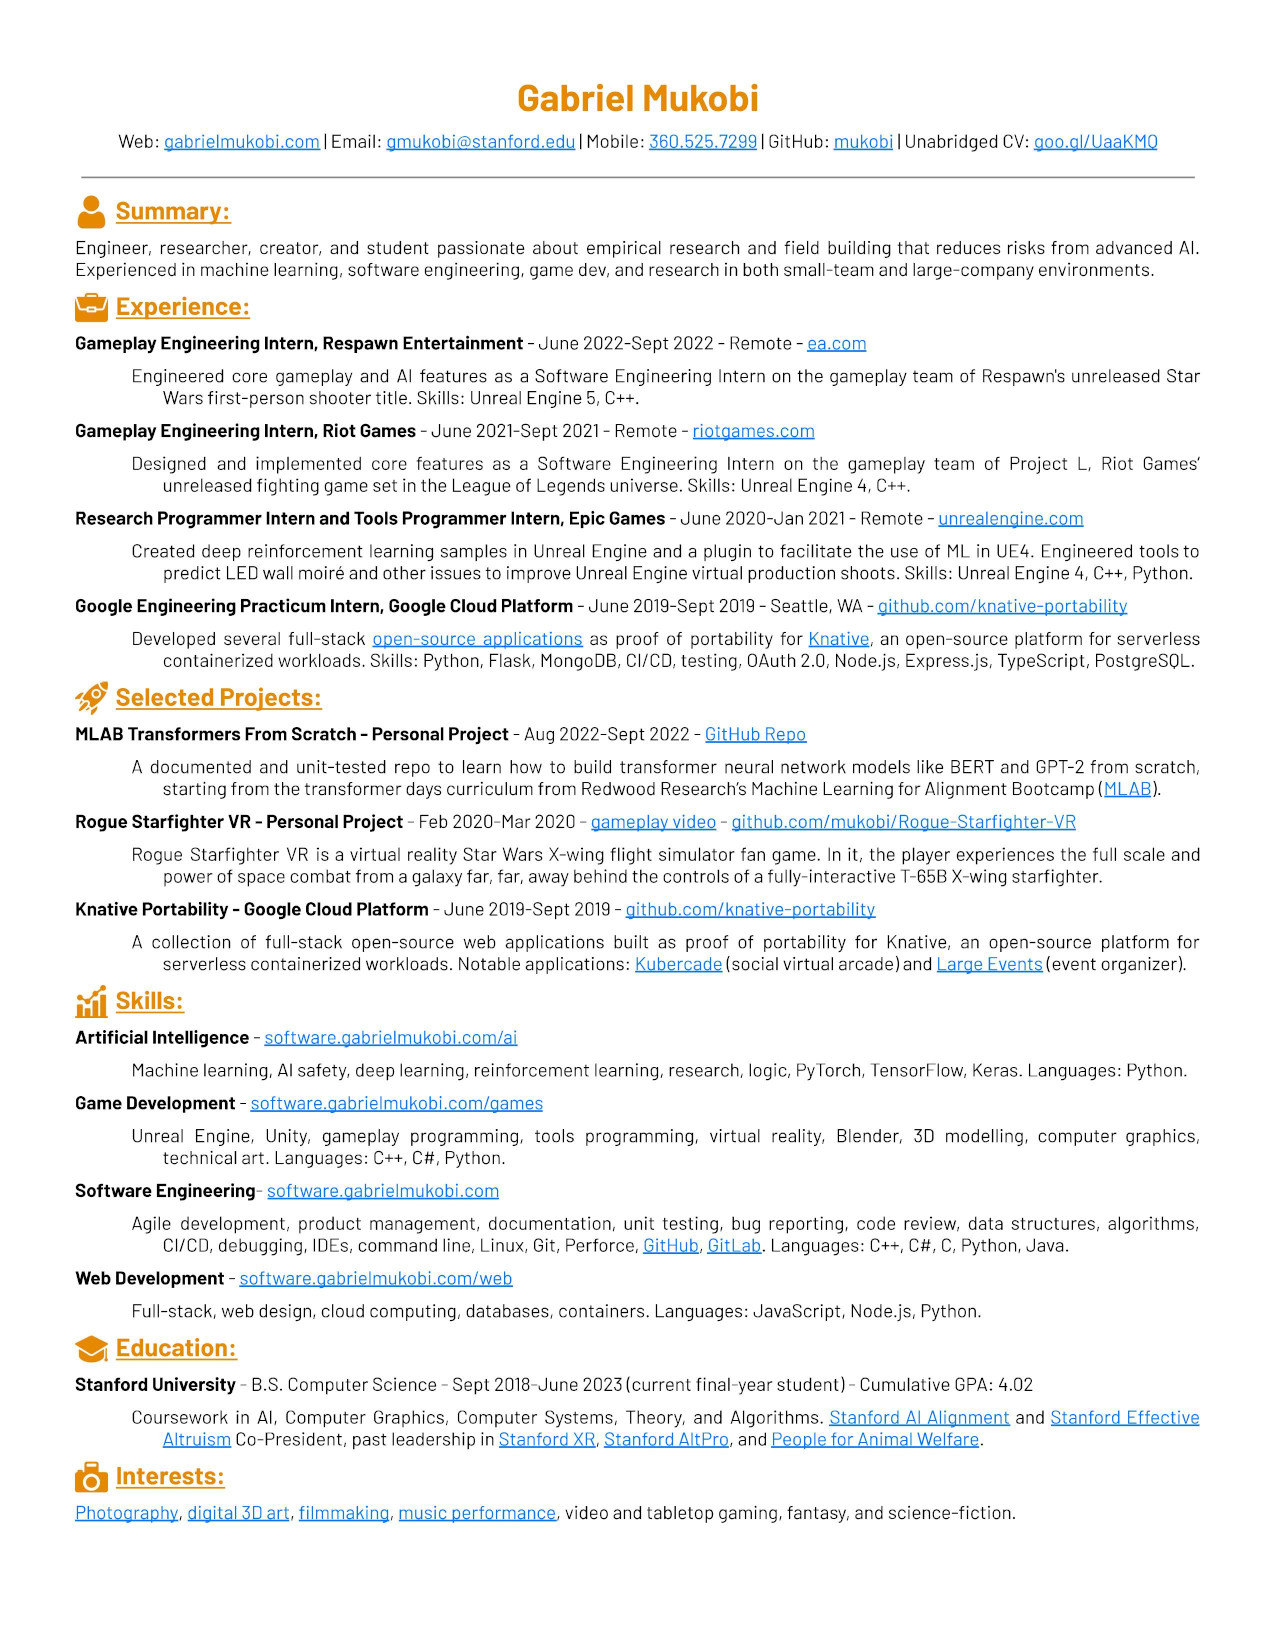 Gabriel Mukobi
Web: gabrielmukobi.com | Email: gmukobi@stanford.edu | Mobile: 360.525.7299 | GitHub: mukobi | Unabridged CV: goo.gl/UaaKMQ
Summary:
Engineer, researcher, creator, and student passionate about empirical research and field building that reduces risks from advanced AI.
Experienced in machine learning, software engineering, game dev, and research in both small-team and large-company environments.
Experience:
Gameplay Engineering Intern, Respawn Entertainment - June 2022-Sept 2022 - Remote - ea.com
Engineered core gameplay and AI features as a Software Engineering Intern on the gameplay team of Respawn's unreleased Star
Wars first-person shooter title. Skills: Unreal Engine 5, C++.
Gameplay Engineering Intern, Riot Games - June 2021-Sept 2021 - Remote - riotgames.com
Designed and implemented core features as a Software Engineering Intern on the gameplay team of Project L, Riot Games’
unreleased fighting game set in the League of Legends universe. Skills: Unreal Engine 4, C++.
Research Programmer Intern and Tools Programmer Intern, Epic Games - June 2020-Jan 2021 - Remote - unrealengine.com
Created deep reinforcement learning samples in Unreal Engine and a plugin to facilitate the use of ML in UE4. Engineered tools to
predict LED wall moiré and other issues to improve Unreal Engine virtual production shoots. Skills: Unreal Engine 4, C++, Python.
Google Engineering Practicum Intern, Google Cloud Platform - June 2019-Sept 2019 - Seattle, WA - github.com/knative-portability
Developed several full-stack open-source applications as proof of portability for Knative, an open-source platform for serverless
containerized workloads. Skills: Python, Flask, MongoDB, CI/CD, testing, OAuth 2.0, Node.js, Express.js, TypeScript, PostgreSQL.
Selected Projects:
MLAB Transformers From Scratch - Personal Project - Aug 2022-Sept 2022 - GitHub Repo
A documented and unit-tested repo to learn how to build transformer neural network models like BERT and GPT-2 from scratch,
starting from the transformer days curriculum from Redwood Research’s Machine Learning for Alignment Bootcamp (MLAB).
Rogue Starfighter VR - Personal Project - Feb 2020-Mar 2020 - gameplay video - github.com/mukobi/Rogue-Starfighter-VR
Rogue Starfighter VR is a virtual reality Star Wars X-wing flight simulator fan game. In it, the player experiences the full scale and
power of space combat from a galaxy far, far, away behind the controls of a fully-interactive T-65B X-wing starfighter.
Knative Portability - Google Cloud Platform - June 2019-Sept 2019 - github.com/knative-portability
A collection of full-stack open-source web applications built as proof of portability for Knative, an open-source platform for
serverless containerized workloads. Notable applications: Kubercade (social virtual arcade) and Large Events (event organizer).
Skills:
Artificial Intelligence - software.gabrielmukobi.com/ai
Machine learning, AI safety, deep learning, reinforcement learning, research, logic, PyTorch, TensorFlow, Keras. Languages: Python.
Game Development - software.gabrielmukobi.com/games
Unreal Engine, Unity, gameplay programming, tools programming, virtual reality, Blender, 3D modelling, computer graphics,
technical art. Languages: C++, C#, Python.
Software Engineering- software.gabrielmukobi.com
Agile development, product management, documentation, unit testing, bug reporting, code review, data structures, algorithms,
CI/CD, debugging, IDEs, command line, Linux, Git, Perforce, GitHub, GitLab. Languages: C++, C#, C, Python, Java.
Web Development - software.gabrielmukobi.com/web
Full-stack, web design, cloud computing, databases, containers. Languages: JavaScript, Node.js, Python.
Education:
Stanford University - B.S. Computer Science - Sept 2018-June 2023 (current final-year student) - Cumulative GPA: 4.02
Coursework in AI, Computer Graphics, Computer Systems, Theory, and Algorithms. Stanford AI Alignment and Stanford Effective
Altruism Co-President, past leadership in Stanford XR, Stanford AltPro, and People for Animal Welfare.
Interests:
Photography, digital 3D art, filmmaking, music performance, video and tabletop gaming, fantasy, and science-fiction.